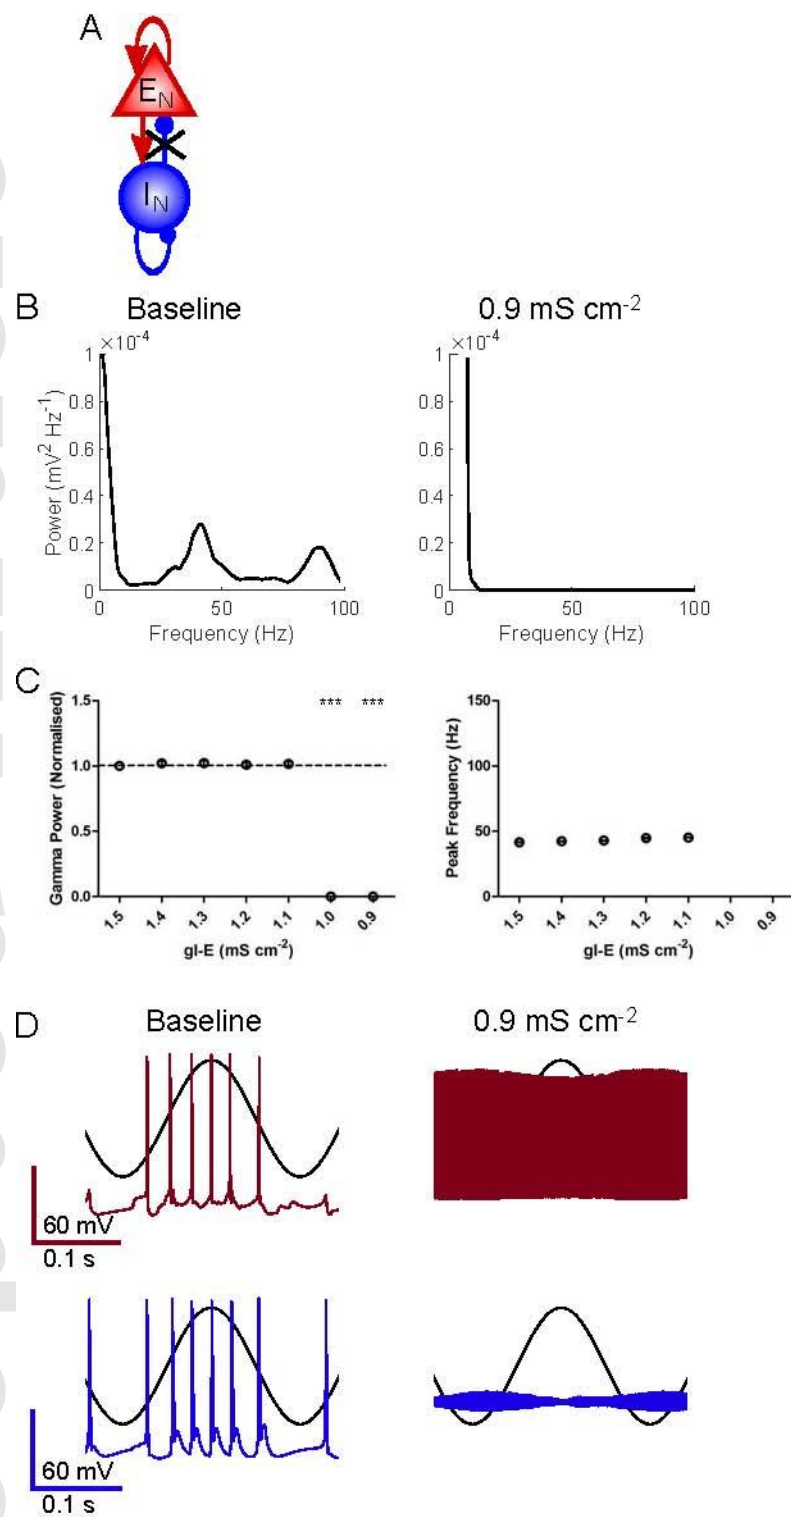 A
E_N
I_N
B
Baseline
0.9 mS cm-2
×10-4
1
0.8
0.6
0.4
0.2
0
Power (mV2 Hz-1)
0 50 100
Frequency (Hz)
×10-4
1
0.8
0.6
0.4
0.2
0
0 50 100
Frequency (Hz)
C
Gamma Power (Normalised)
1.5
1.0
0.5
0.0
*** ***
1.5 1.4 1.3 1.2 1.1 1.0 0.9
gI-E (mS cm-2)
Peak Frequency (Hz)
150
100
50
0
1.5 1.4 1.3 1.2 1.1 1.0 0.9
gI-E (mS cm-2)
D
Baseline
0.9 mS cm-2
60 mV
0.1 s
60 mV
0.1 s